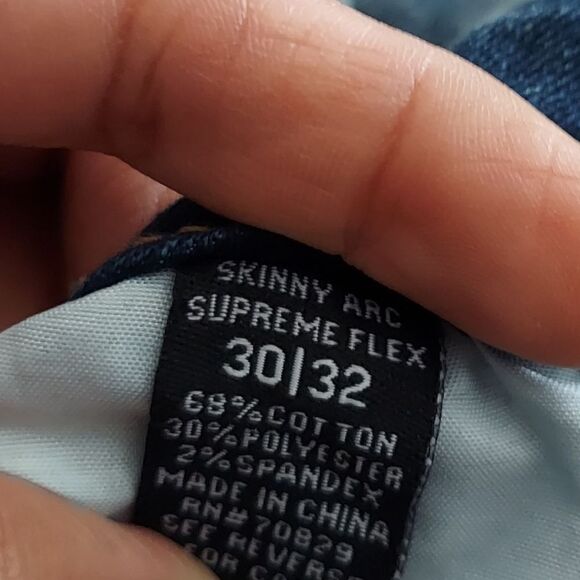 SKINNY ARC
SUPREME FLEX
30|32
68%COTTON
30%POLYESTER
2%SPANDEX
MADE IN CHINA
RN#70829
SEE REVERSE
FOR